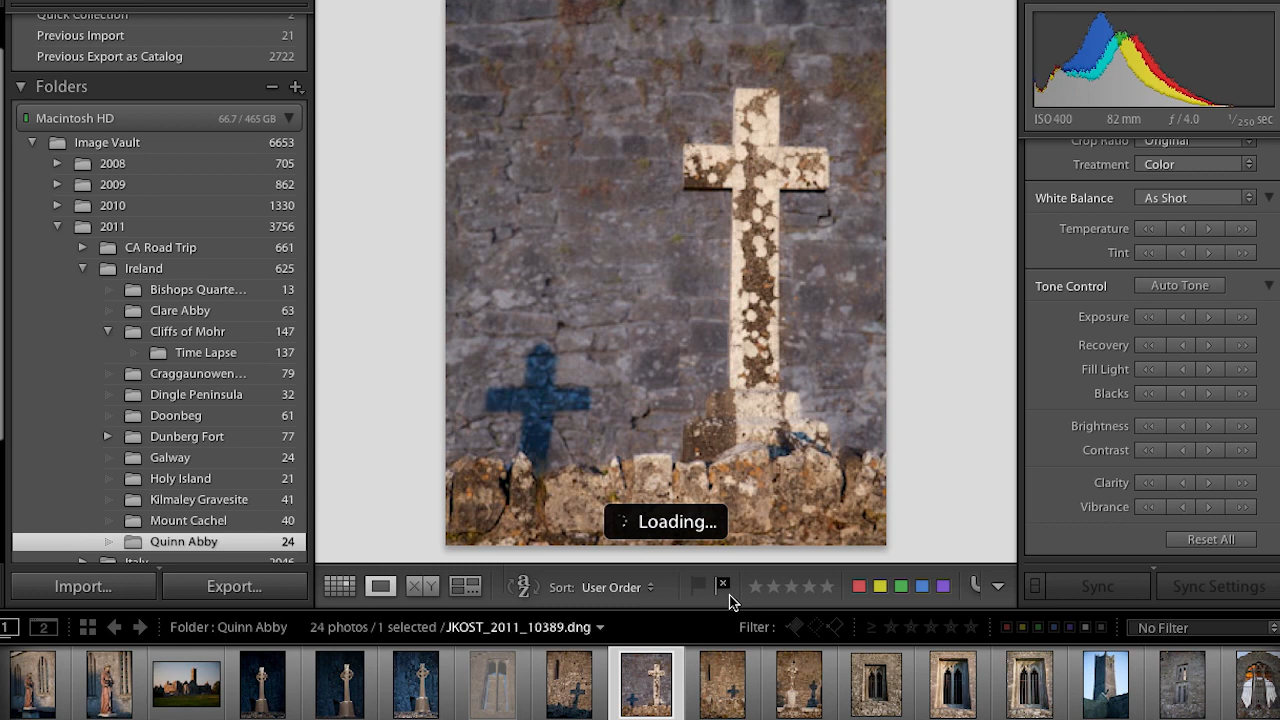 Quick Collection 2
Previous Import 21
Previous Export as Catalog 2722
Folders
Macintosh HD 66.7 / 465 GB
Image Vault 6653
2008 705
2009 862
2010 1330
2011 3756
CA Road Trip 661
Ireland 625
Bishops Quarte... 13
Clare Abby 63
Cliffs of Mohr 147
Time Lapse 137
Craggaunowen... 79
Dingle Peninsula 32
Doonbeg 61
Dunberg Fort 77
Galway 24
Holy Island 21
Kilmaley Gravesite 41
Mount Cachel 40
Quinn Abby 24
Italy 2046
Import... Export...
Loading...
X Y
Sort: User Order
ISO 400 82 mm ƒ / 4.0 1/250 sec
Crop Ratio Original
Treatment Color
White Balance As Shot
Temperature
Tint
Tone Control Auto Tone
Exposure
Recovery
Fill Light
Blacks
Brightness
Contrast
Clarity
Vibrance
Reset All
Sync Sync Settings
1 2 Folder : Quinn Abby 24 photos / 1 selected / JKOST_2011_10389.dng Filter : No Filter